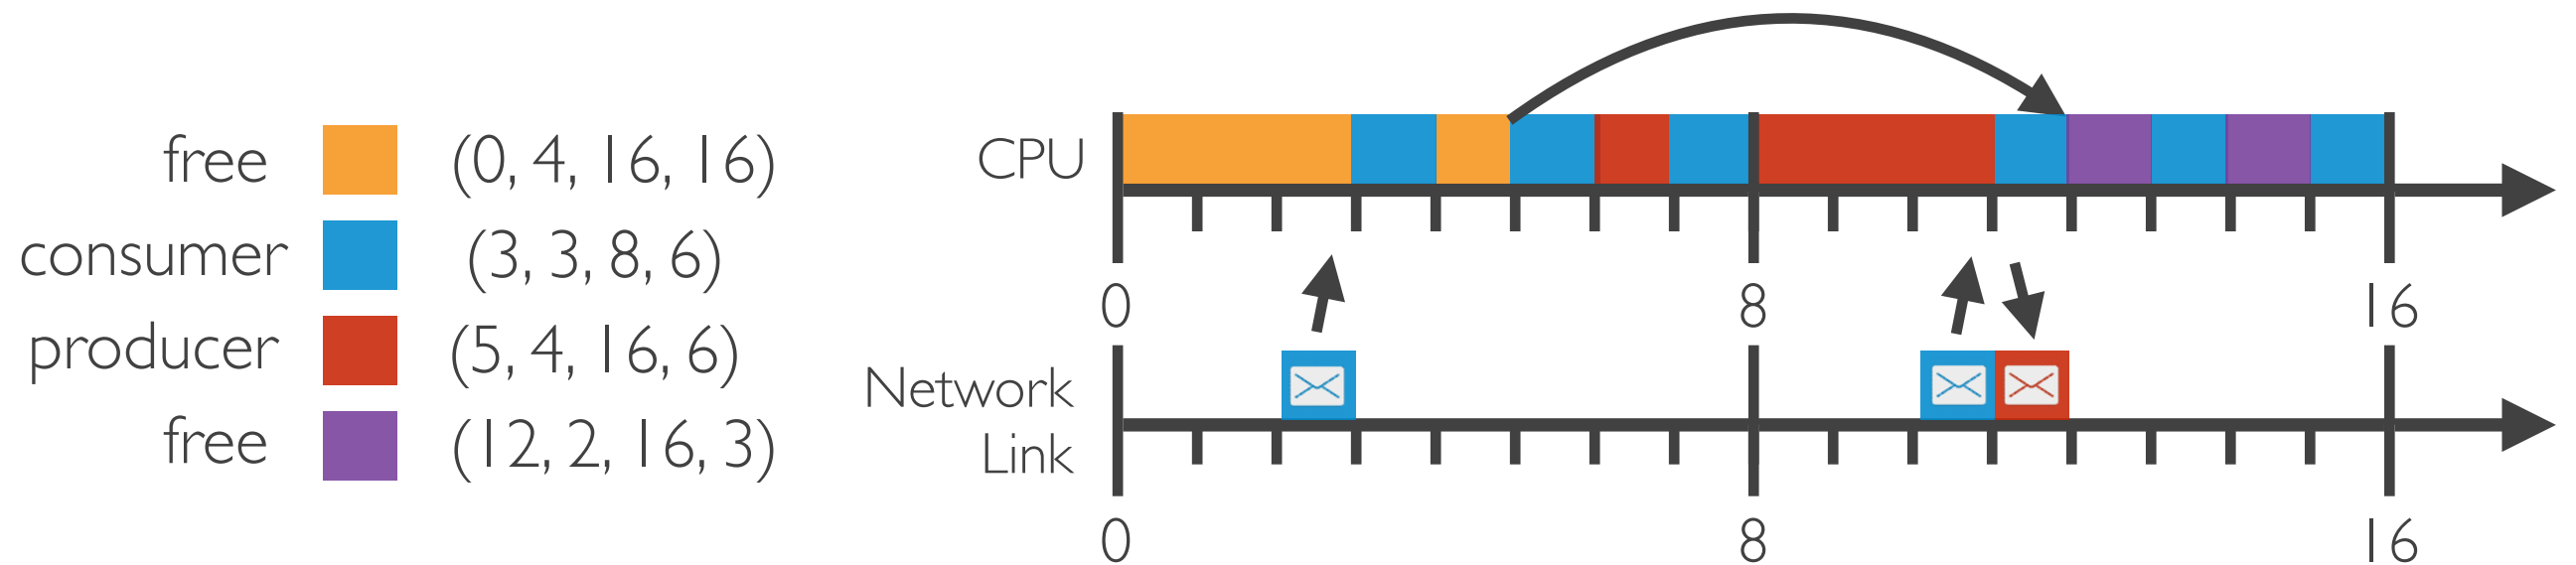 free (0, 4, 16, 16)
consumer (3, 3, 8, 6)
producer (5, 4, 16, 6)
free (12, 2, 16, 3)
CPU
0 8 16
Network
Link
0 8 16